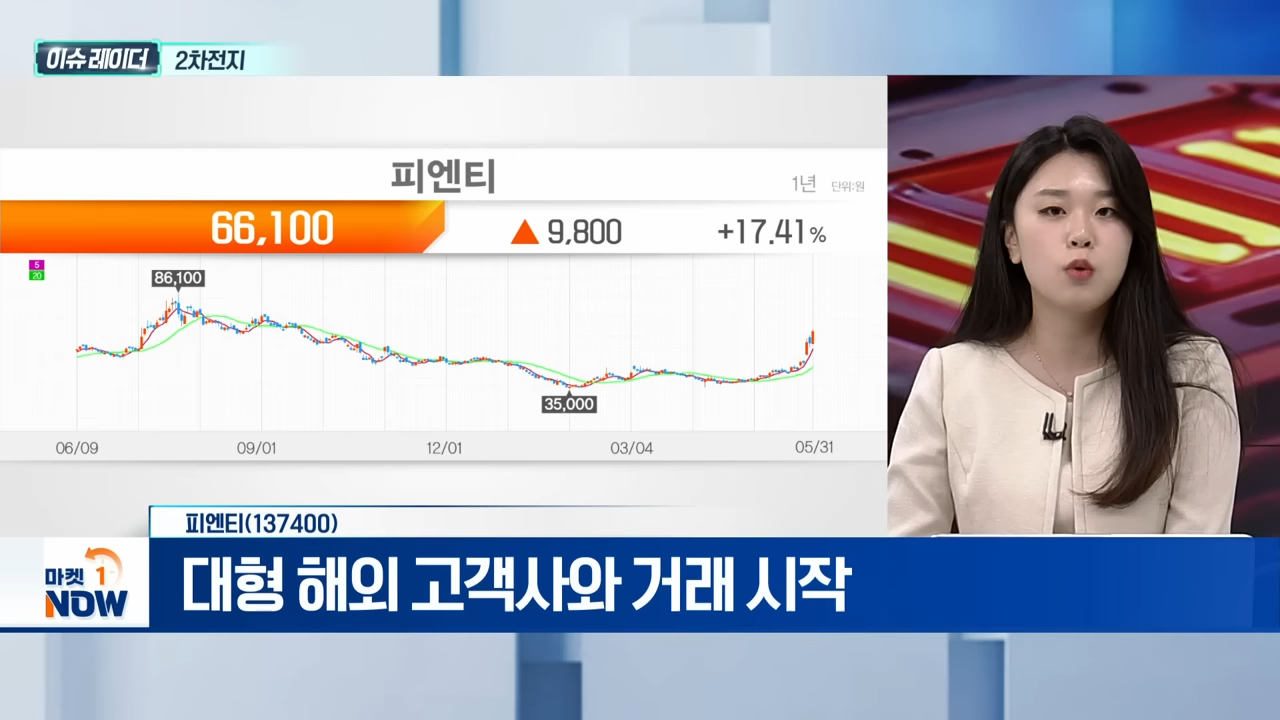 이슈 레이더 2차전지
피엔티
1년 단위:원
66,100 ▲ 9,800 +17.41%
5
20
86,100
35,000
06/09 09/01 12/01 03/04 05/31
피엔티(137400)
마켓 1
NOW
대형 해외 고객사와 거래 시작